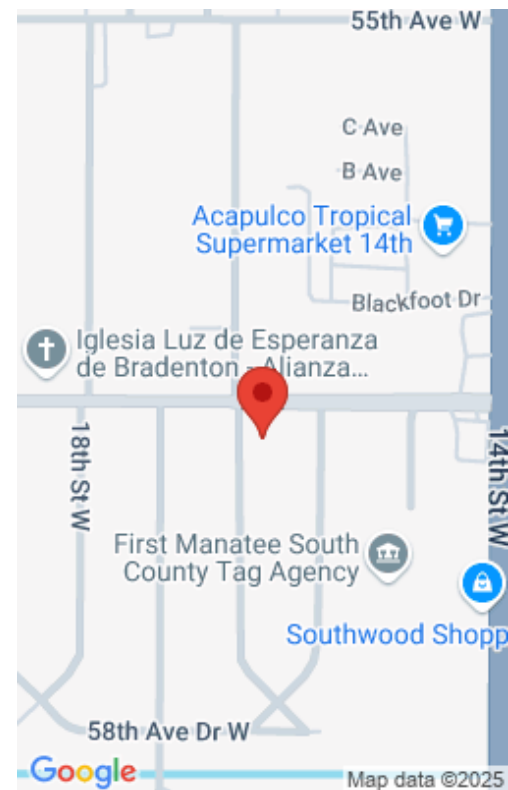 55th Ave W
C Ave
B Ave
Acapulco Tropical
Supermarket 14th
Blackfoot Dr
Iglesia Luz de Esperanza
de Bradenton - Alianza...
18th St W
14th St W
First Manatee South
County Tag Agency
Southwood Shopp
58th Ave Dr W
Google
Map data ©2025